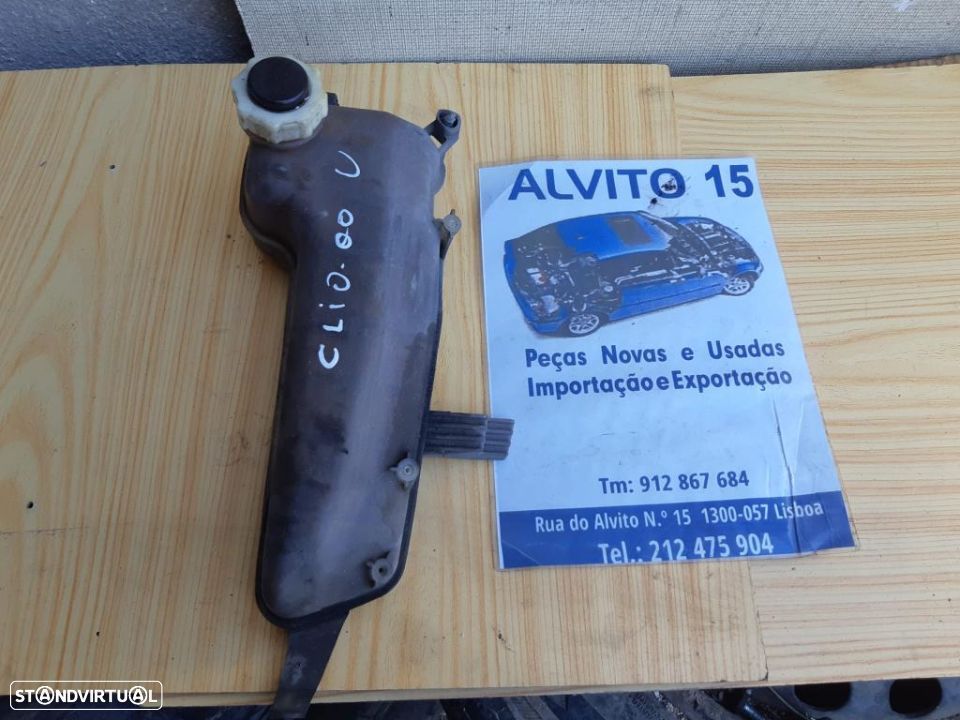 CLIO.00 V
ALVITO 15
Peças Novas e Usadas
Importação e Exportação
Tm: 912 867 684
Rua do Alvito N.º 15 1300-057 Lisboa
Tel.: 212 475 904
STANDVIRTUAL